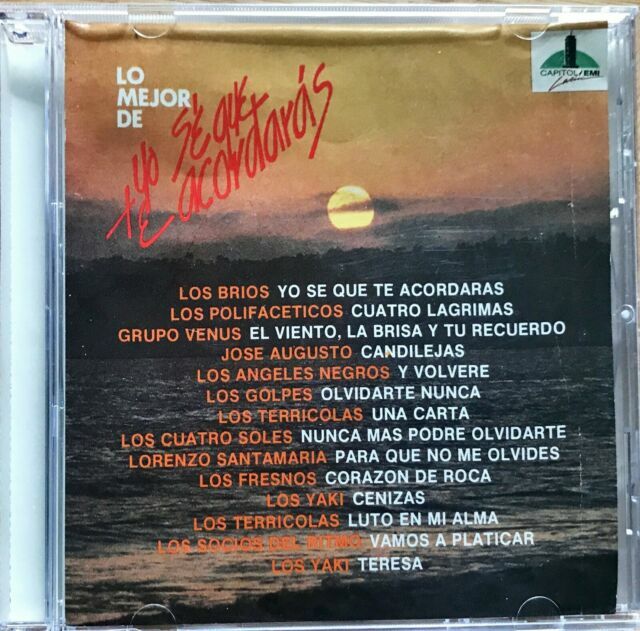 LO
MEJOR
DE
yo sé que
te acordarás
CAPITOL/EMI
Latin
LOS BRIOS YO SE QUE TE ACORDARAS
LOS POLIFACETICOS CUATRO LAGRIMAS
GRUPO VENUS EL VIENTO, LA BRISA Y TU RECUERDO
JOSE AUGUSTO CANDILEJAS
LOS ANGELES NEGROS Y VOLVERE
LOS GOLPES OLVIDARTE NUNCA
LOS TERRICOLAS UNA CARTA
LOS CUATRO SOLES NUNCA MAS PODRE OLVIDARTE
LORENZO SANTAMARIA PARA QUE NO ME OLVIDES
LOS FRESNOS CORAZON DE ROCA
LOS YAKI CENIZAS
LOS TERRICOLAS LUTO EN MI ALMA
LOS SOCIOS DEL RITMO VAMOS A PLATICAR
LOS YAKI TERESA